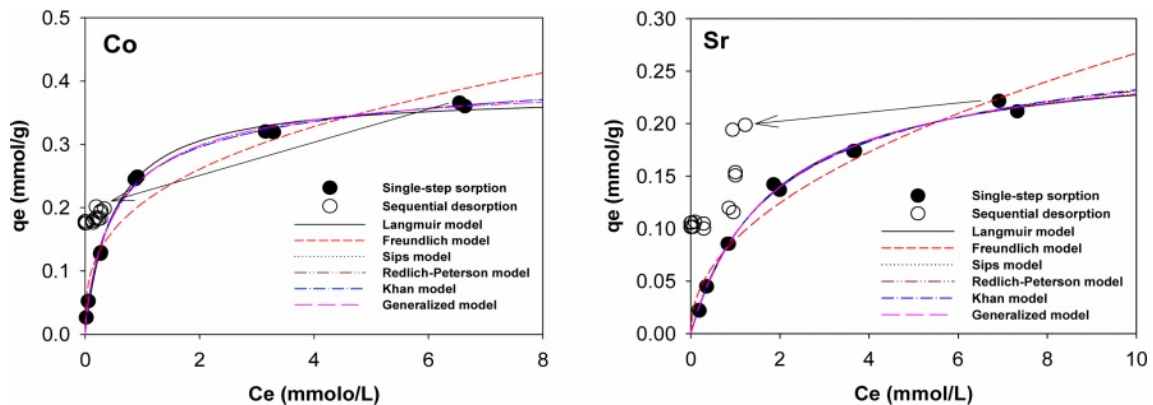 Co
qe (mmol/g)
0.5
0.4
0.3
0.2
0.1
0.0
Single-step sorption
Sequential desorption
Langmuir model
Freundlich model
Sips model
Redlich-Peterson model
Khan model
Generalized model
0 2 4 6 8
Ce (mmolo/L)
Sr
qe (mmol/g)
0.30
0.25
0.20
0.15
0.10
0.05
0.00
Single-step sorption
Sequential desorption
Langmuir model
Freundlich model
Sips model
Redlich-Peterson model
Khan model
Generalized model
0 2 4 6 8 10
Ce (mmol/L)